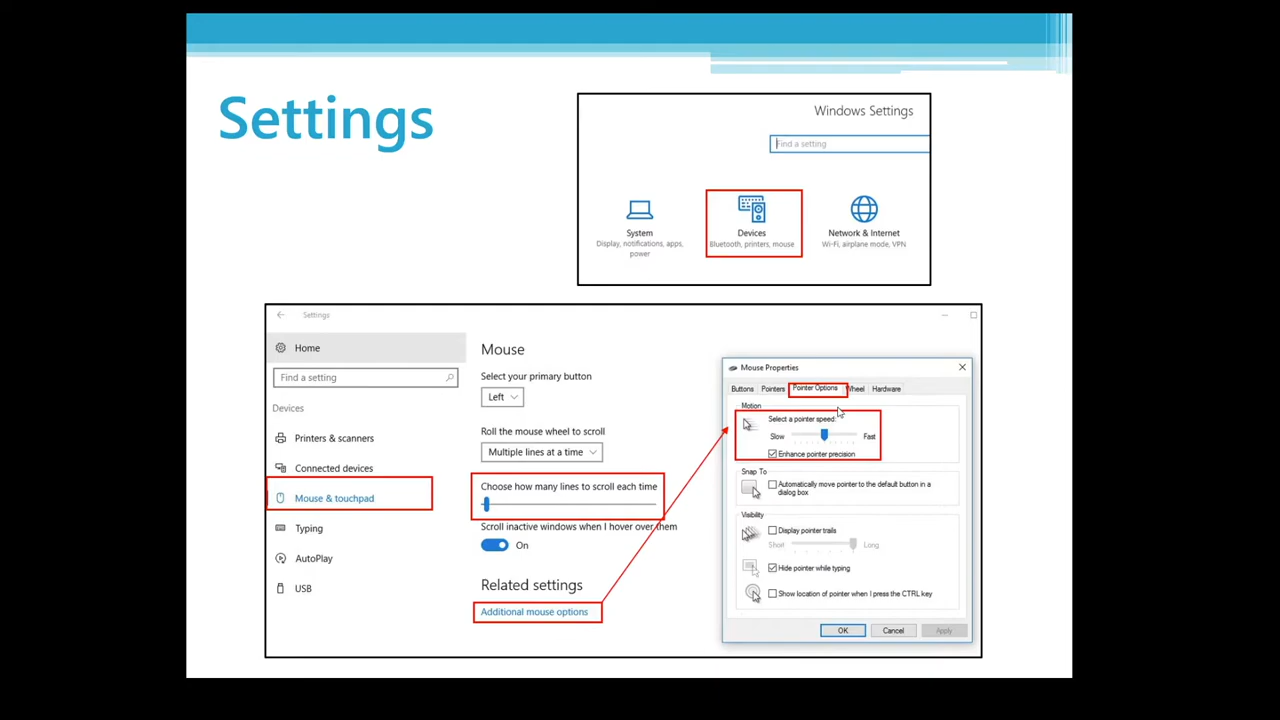 Settings
Windows Settings
Find a setting
System
Display, notifications, apps,
power
Devices
Bluetooth, printers, mouse
Network & Internet
Wi-Fi, airplane mode, VPN
Settings
Home
Find a setting
Devices
Printers & scanners
Connected devices
Mouse & touchpad
Typing
AutoPlay
USB
Mouse
Select your primary button
Left
Roll the mouse wheel to scroll
Multiple lines at a time
Choose how many lines to scroll each time
Scroll inactive windows when I hover over them
On
Related settings
Additional mouse options
Mouse Properties
Buttons Pointers Pointer Options Wheel Hardware
Motion
Select a pointer speed:
Slow Fast
Enhance pointer precision
Snap To
Automatically move pointer to the default button in a
dialog box
Visibility
Display pointer trails
Short Long
Hide pointer while typing
Show location of pointer when I press the CTRL key
OK Cancel Apply